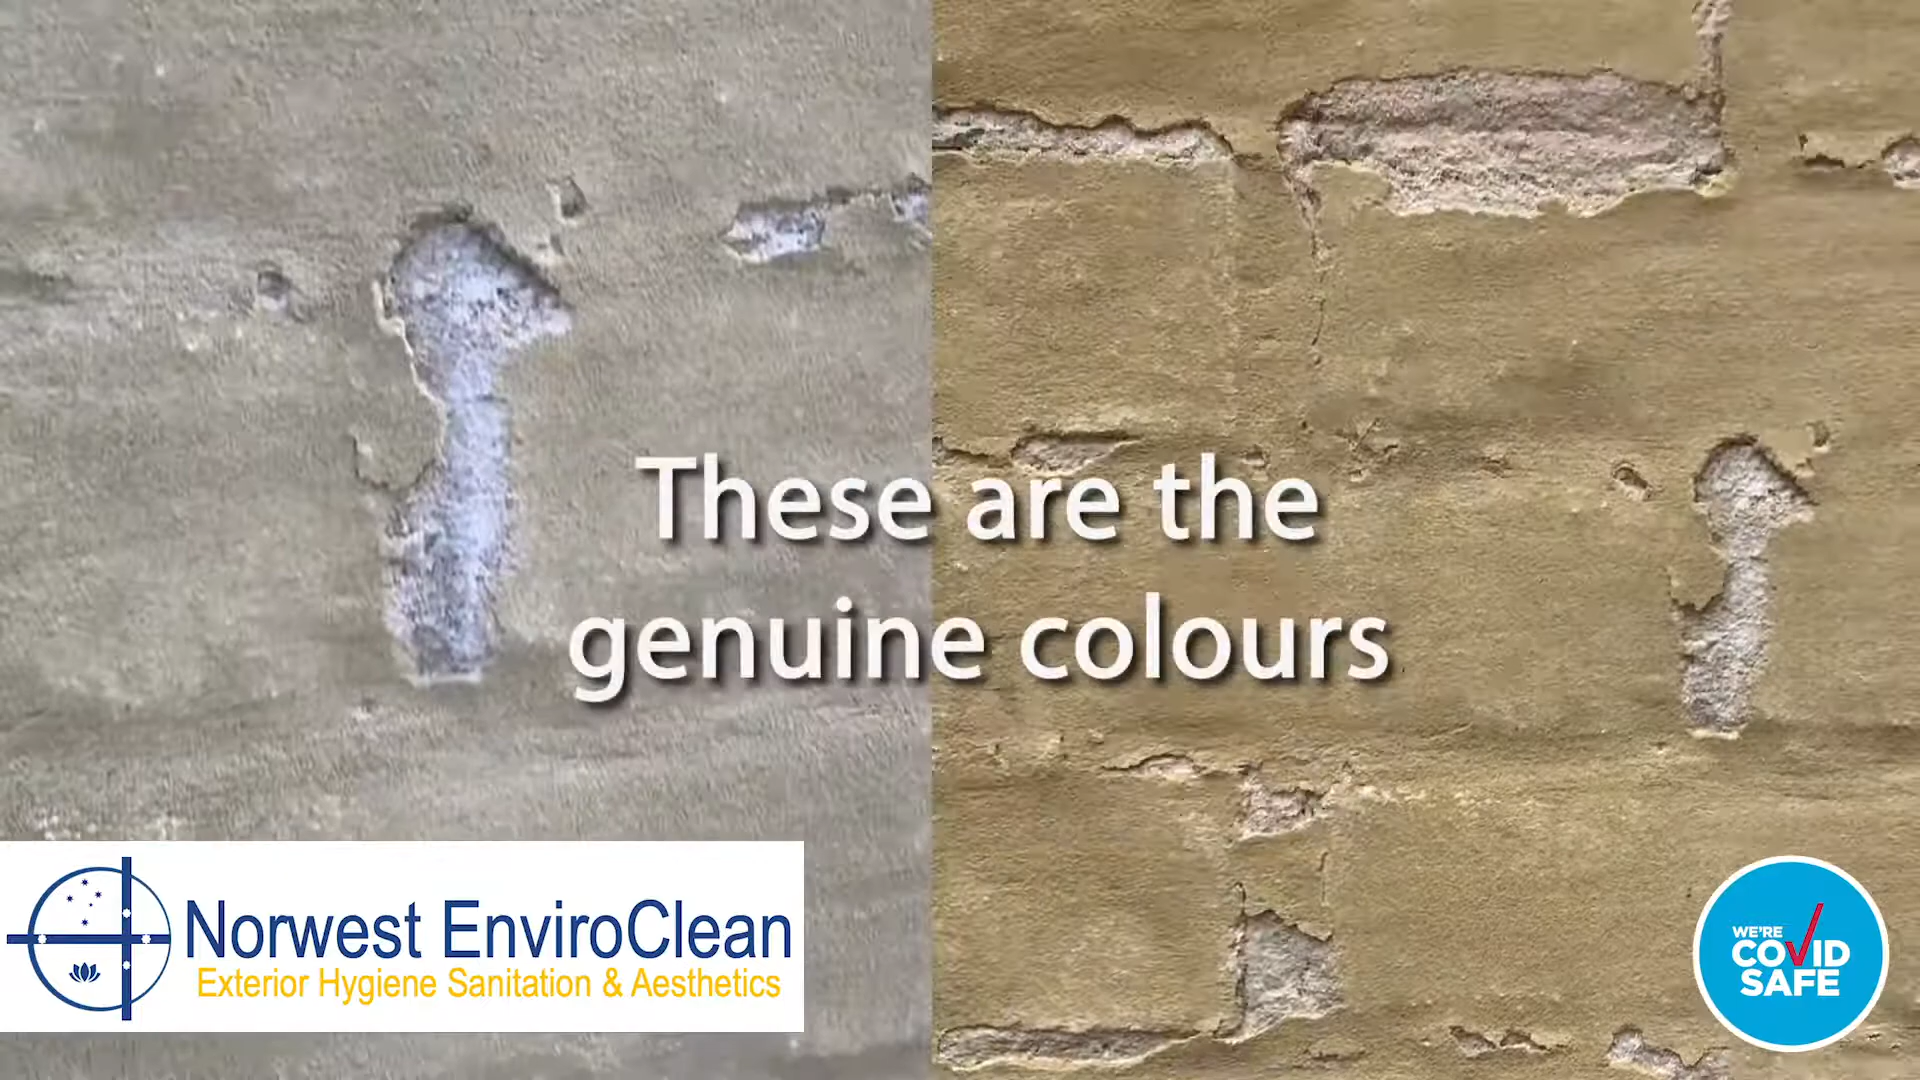 These are the
genuine colours
Norwest EnviroClean
Exterior Hygiene Sanitation & Aesthetics
WE'RE
COVID
SAFE